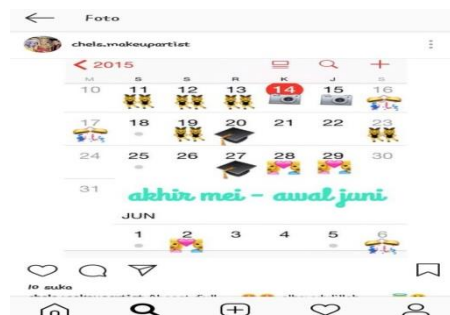 Foto
chels.makeupartist
2015
M S S R K J S
10 11 12 13 14 15 16
17 18 19 20 21 22 23
24 25 26 27 28 29 30
31
akhir mei - awal juni
JUN
1 2 3 4 5 6
10 suka